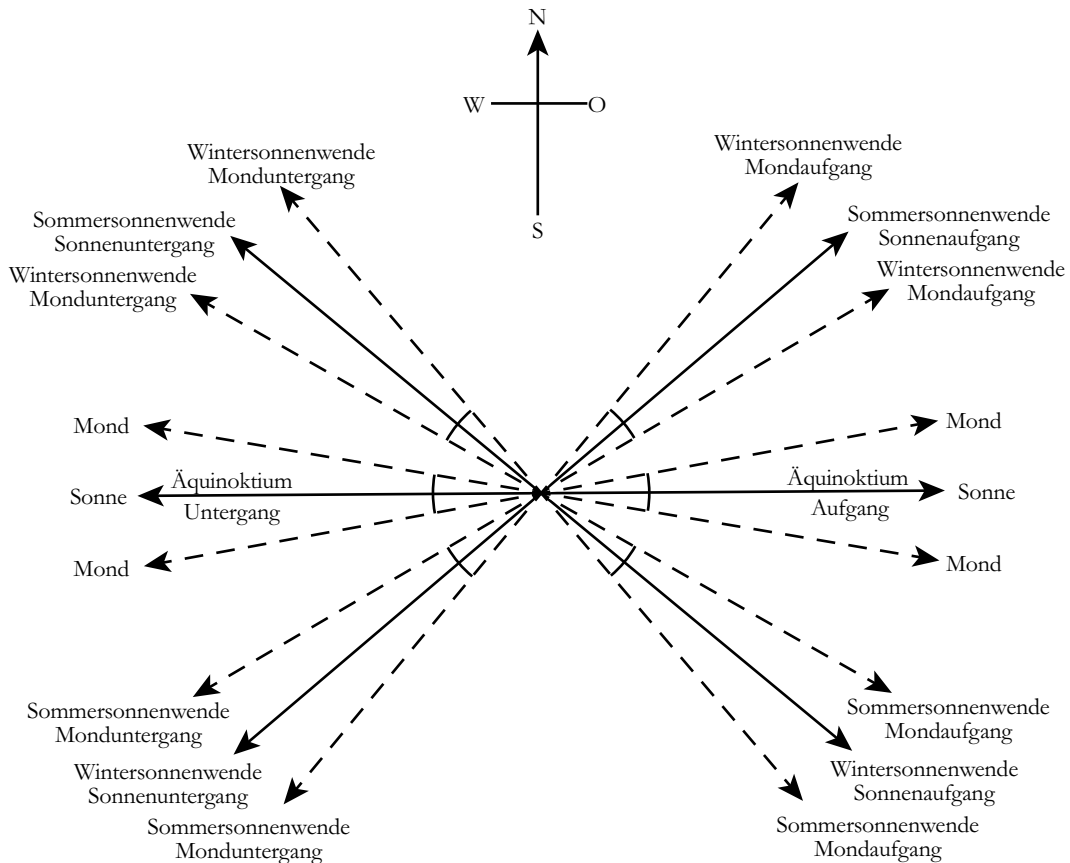 N
W
O
S
Wintersonnenwende
Monduntergang
Wintersonnenwende
Mondaufgang
Sommersonnenwende
Sonnenuntergang
Sommersonnenwende
Sonnenaufgang
Wintersonnenwende
Monduntergang
Wintersonnenwende
Mondaufgang
Mond
Mond
Sonne
Äquinoktium
Untergang
Äquinoktium
Aufgang
Sonne
Mond
Mond
Sommersonnenwende
Monduntergang
Sommersonnenwende
Mondaufgang
Wintersonnenwende
Sonnenuntergang
Wintersonnenwende
Sonnenaufgang
Sommersonnenwende
Monduntergang
Sommersonnenwende
Mondaufgang